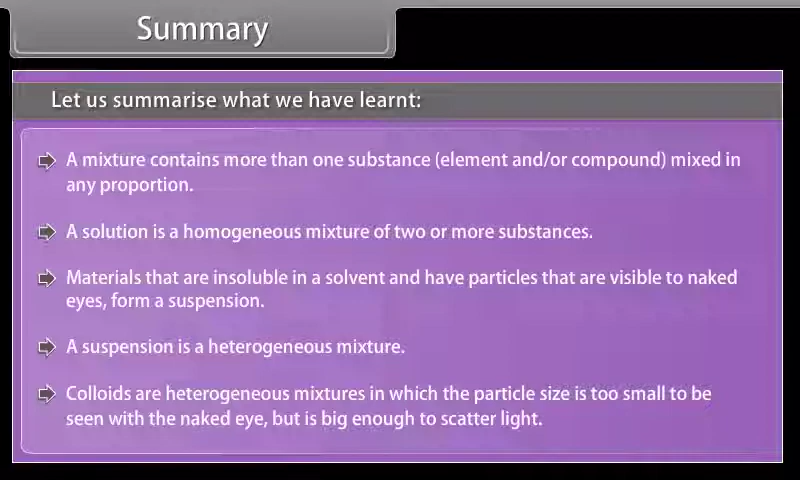 Summary
Let us summarise what we have learnt:
A mixture contains more than one substance (element and/or compound) mixed in
any proportion.
A solution is a homogeneous mixture of two or more substances.
Materials that are insoluble in a solvent and have particles that are visible to naked
eyes, form a suspension.
A suspension is a heterogeneous mixture.
Colloids are heterogeneous mixtures in which the particle size is too small to be
seen with the naked eye, but is big enough to scatter light.